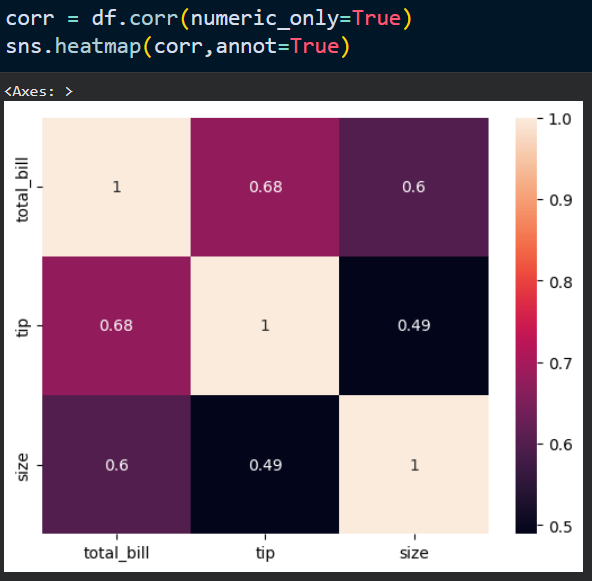 corr = df.corr(numeric_only=True)
sns.heatmap(corr,annot=True)
<Axes: >
total_bill 1 0.68 0.6
tip 0.68 1 0.49
size 0.6 0.49 1
total_bill tip size
1.0
0.9
0.8
0.7
0.6
0.5